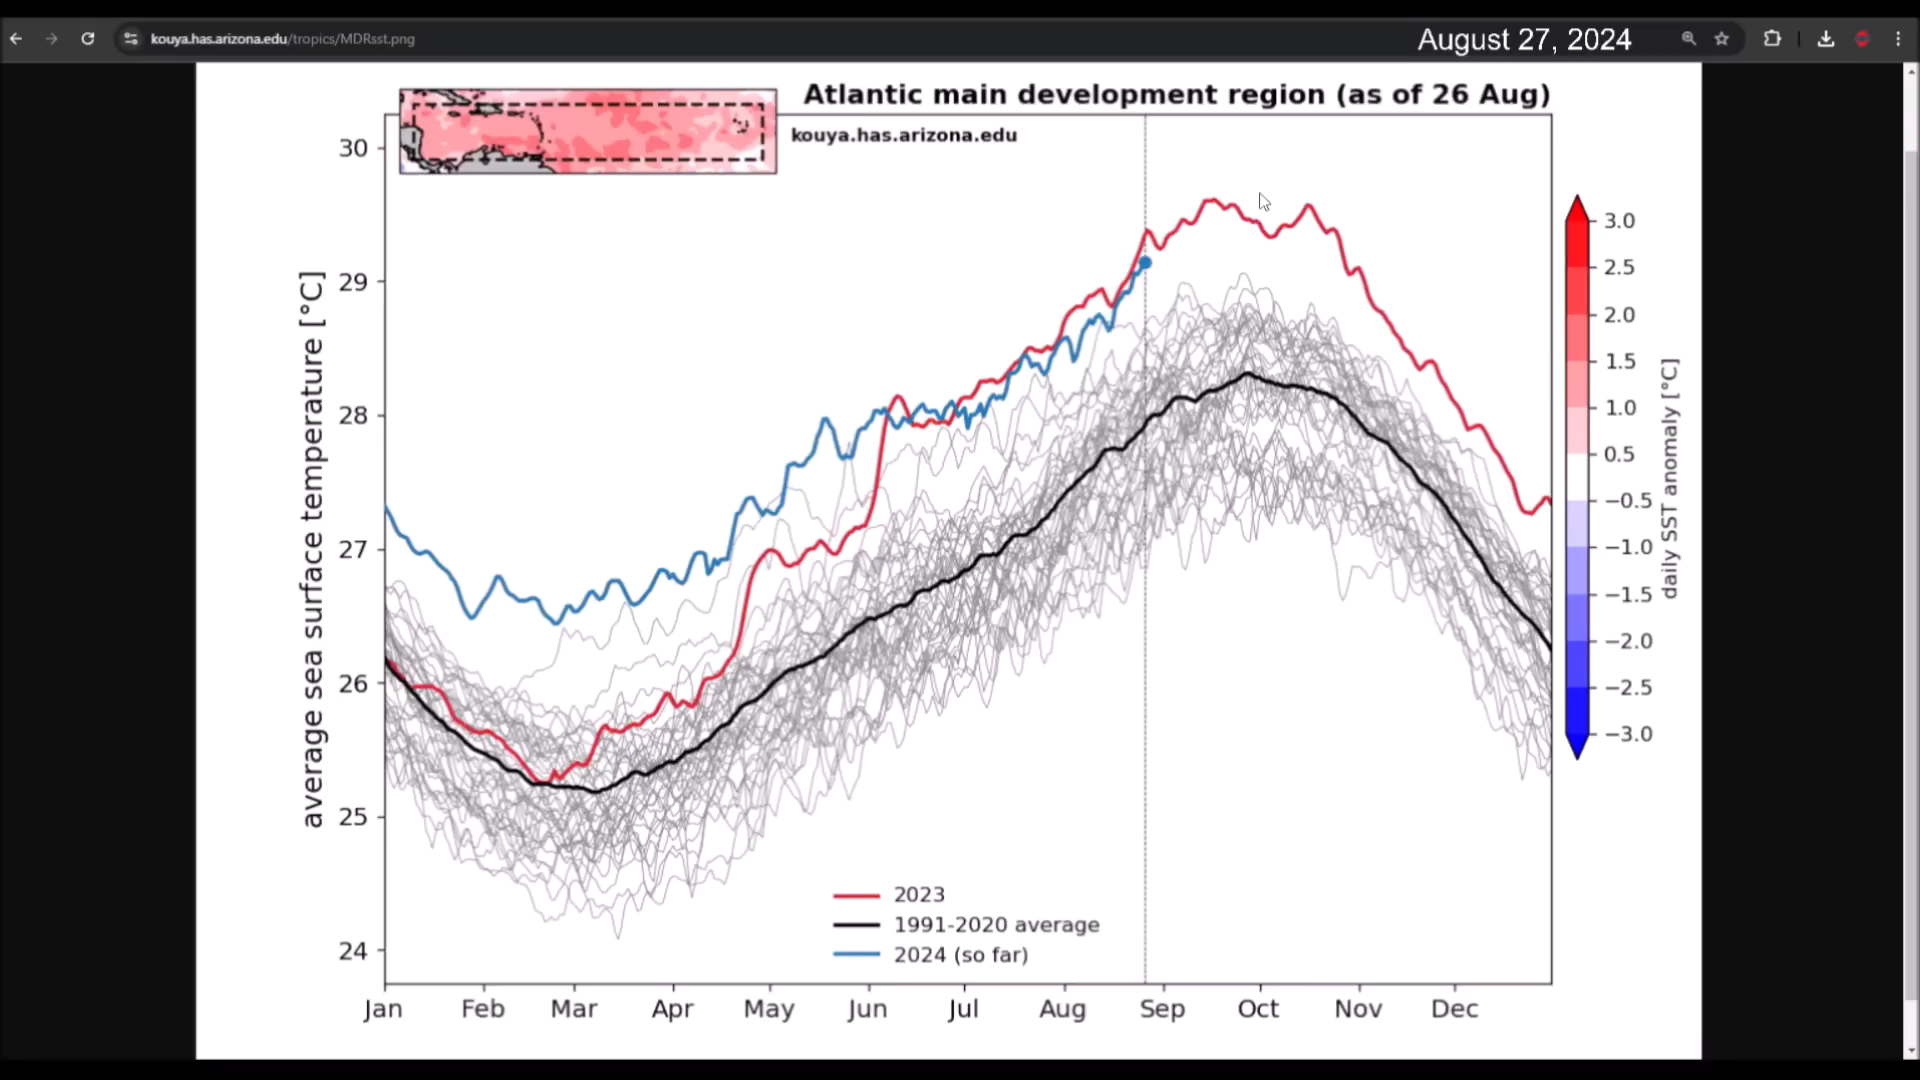 kouya.has.arizona.edu/tropics/MDRsst.png
August 27, 2024
Atlantic main development region (as of 26 Aug)
kouya.has.arizona.edu
average sea surface temperature [°C]
30
29
28
27
26
25
24
Jan
Feb
Mar
Apr
May
Jun
Jul
Aug
Sep
Oct
Nov
Dec
2023
1991-2020 average
2024 (so far)
3.0
2.5
2.0
1.5
1.0
0.5
−0.5
−1.0
−1.5
−2.0
−2.5
−3.0
daily SST anomaly [°C]